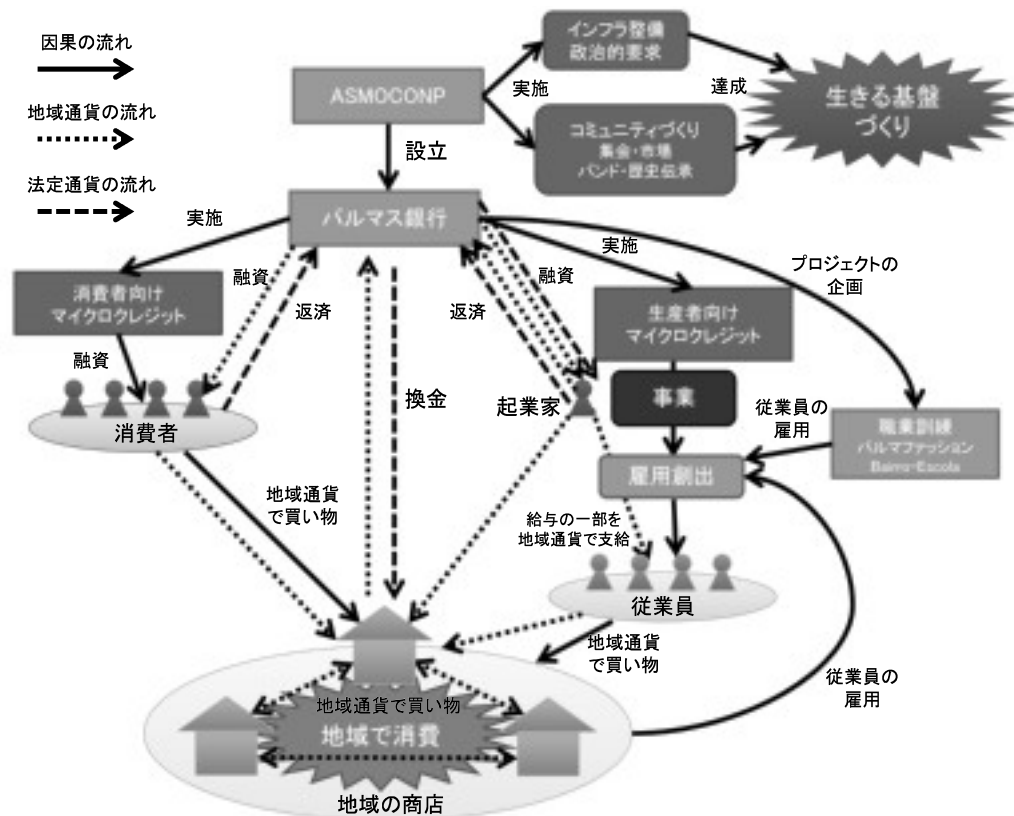 因果の流れ
地域通貨の流れ
法定通貨の流れ
ASMOCONP
実施
インフラ整備
政治的要求
コミュニティづくり
集会・市場
バンド・歴史伝承
達成
生きる基盤
づくり
設立
パルマス銀行
実施
消費者向け
マイクロクレジット
融資
消費者
融資
返済
換金
返済
融資
実施
生産者向け
マイクロクレジット
プロジェクトの
企画
起業家
事業
従業員の
雇用
職業訓練
パルマファッション
Bairro-Escola
雇用創出
地域通貨
で買い物
給与の一部を
地域通貨で支給
従業員
地域通貨
で買い物
従業員の
雇用
地域通貨で買い物
地域で消費
地域の商店